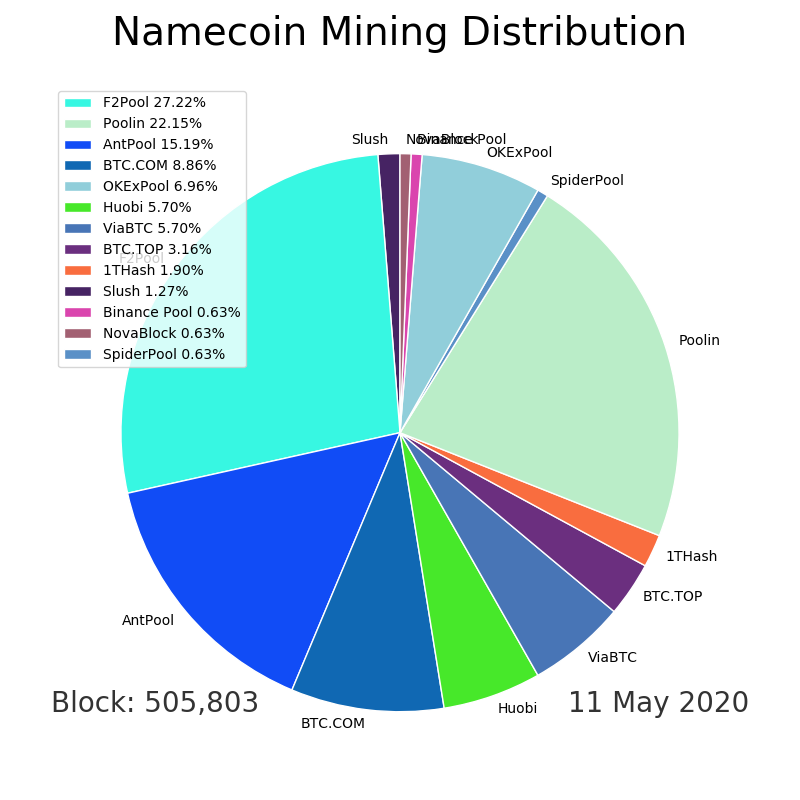 Namecoin Mining Distribution
F2Pool 27.22%
Poolin 22.15%
AntPool 15.19%
BTC.COM 8.86%
OKExPool 6.96%
Huobi 5.70%
ViaBTC 5.70%
BTC.TOP 3.16%
1THash 1.90%
Slush 1.27%
Binance Pool 0.63%
NovaBlock 0.63%
SpiderPool 0.63%
Slush
NovaBlock
Binance Pool
OKExPool
SpiderPool
F2Pool
Poolin
1THash
BTC.TOP
AntPool
ViaBTC
Huobi
BTC.COM
Block: 505,803
11 May 2020